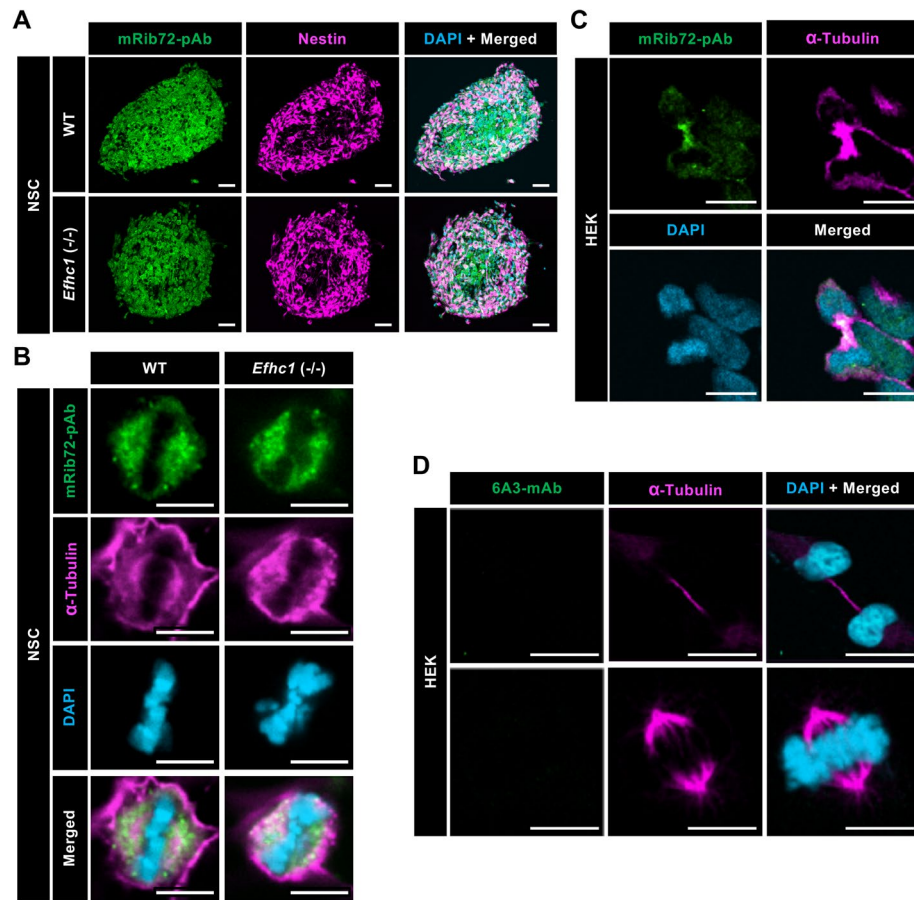 A
mRib72-pAb Nestin DAPI + Merged
NSC
WT
Efhc1 (-/-)
B
WT Efhc1 (-/-)
NSC
mRib72-pAb
α-Tubulin
DAPI
Merged
C
mRib72-pAb α-Tubulin
HEK
DAPI Merged
D
6A3-mAb α-Tubulin DAPI + Merged
HEK